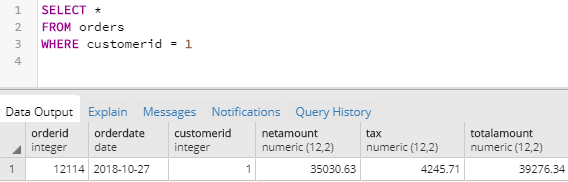 1 SELECT *
2 FROM orders
3 WHERE customerid = 1
4
Data Output Explain Messages Notifications Query History
orderid orderdate customerid netamount tax totalamount
integer date integer numeric (12,2) numeric (12,2) numeric (12,2)
1 12114 2018-10-27 1 35030.63 4245.71 39276.34